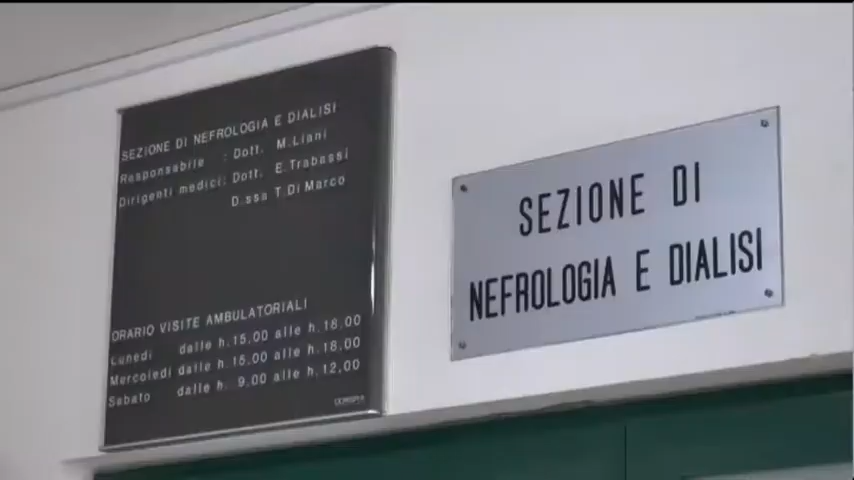 SEZIONE DI NEFROLOGIA E DIALISI
Responsabile : Dott. M.Liani
Dirigenti medici: Dott. E.Trabassi
D.ssa T.Di Marco
ORARIO VISITE AMBULATORIALI
Lunedi dalle h.15.00 alle h.18.00
Mercoledi dalle h.15.00 alle h.18.00
Sabato dalle h. 9.00 alle h.12.00
SEZIONE DI
NEFROLOGIA E DIALISI